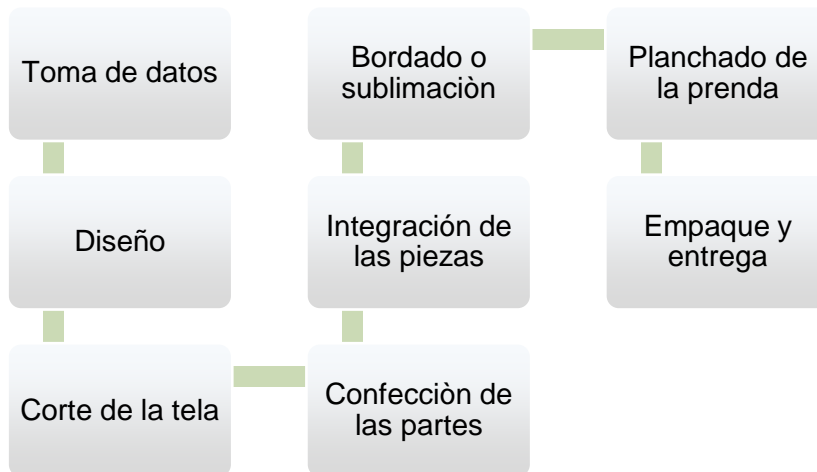 Toma de datos
Diseño
Corte de la tela
Confecciòn de
las partes
Integración de
las piezas
Bordado o
sublimaciòn
Planchado de
la prenda
Empaque y
entrega